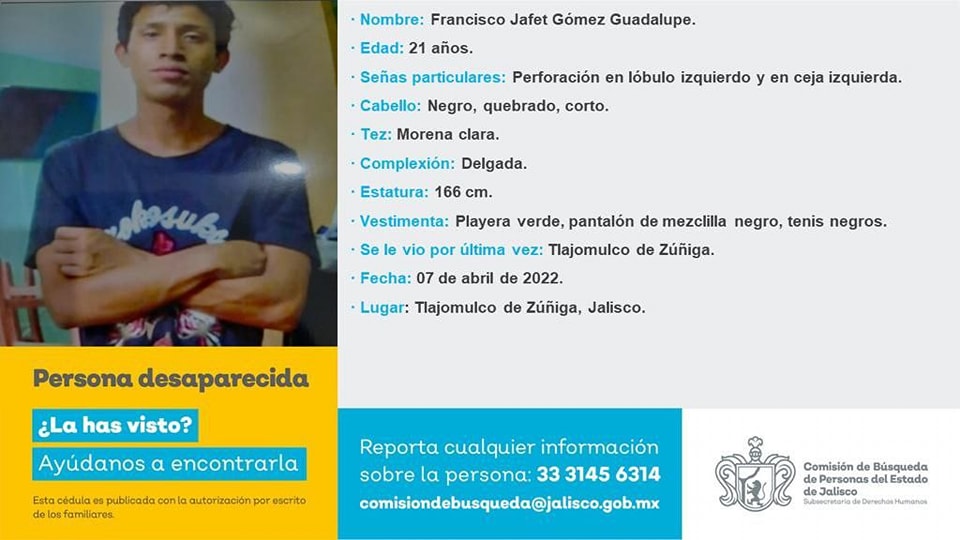 · Nombre: Francisco Jafet Gómez Guadalupe.
· Edad: 21 años.
· Señas particulares: Perforación en lóbulo izquierdo y en ceja izquierda.
· Cabello: Negro, quebrado, corto.
· Tez: Morena clara.
· Complexión: Delgada.
· Estatura: 166 cm.
· Vestimenta: Playera verde, pantalón de mezclilla negro, tenis negros.
· Se le vio por última vez: Tlajomulco de Zúñiga.
· Fecha: 07 de abril de 2022.
· Lugar: Tlajomulco de Zúñiga, Jalisco.
Persona desaparecida
¿La has visto?
Ayúdanos a encontrarla
Esta cédula es publicada con la autorización por escrito
de los familiares.
Reporta cualquier información
sobre la persona: 33 3145 6314
comisiondebusqueda@jalisco.gob.mx
Comisión de Búsqueda
de Personas del Estado
de Jalisco
Subsecretaría de Derechos Humanos